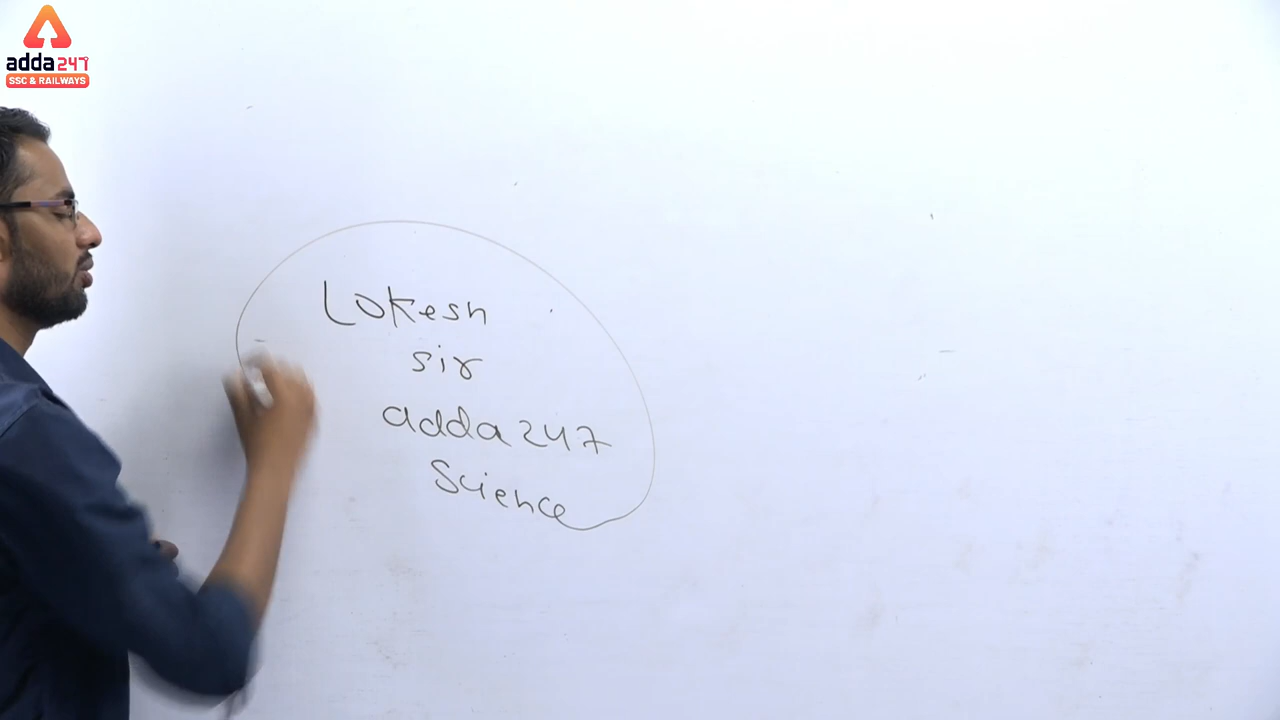 adda247
SSC & RAILWAYS
Lokesh
sir
adda247
Science